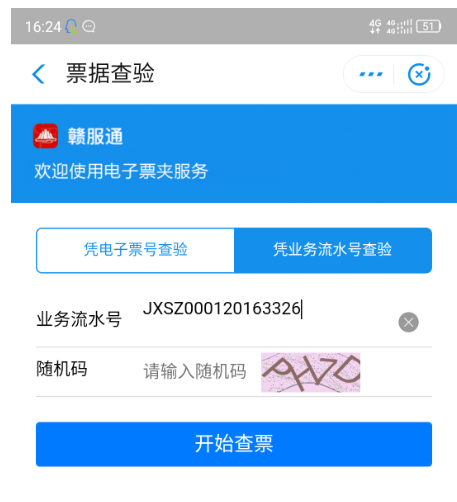 16:24 4G 4G 51
票据查验
赣服通
欢迎使用电子票夹服务
凭电子票号查验 凭业务流水号查验
业务流水号 JXSZ000120163326
随机码 请输入随机码
开始查票